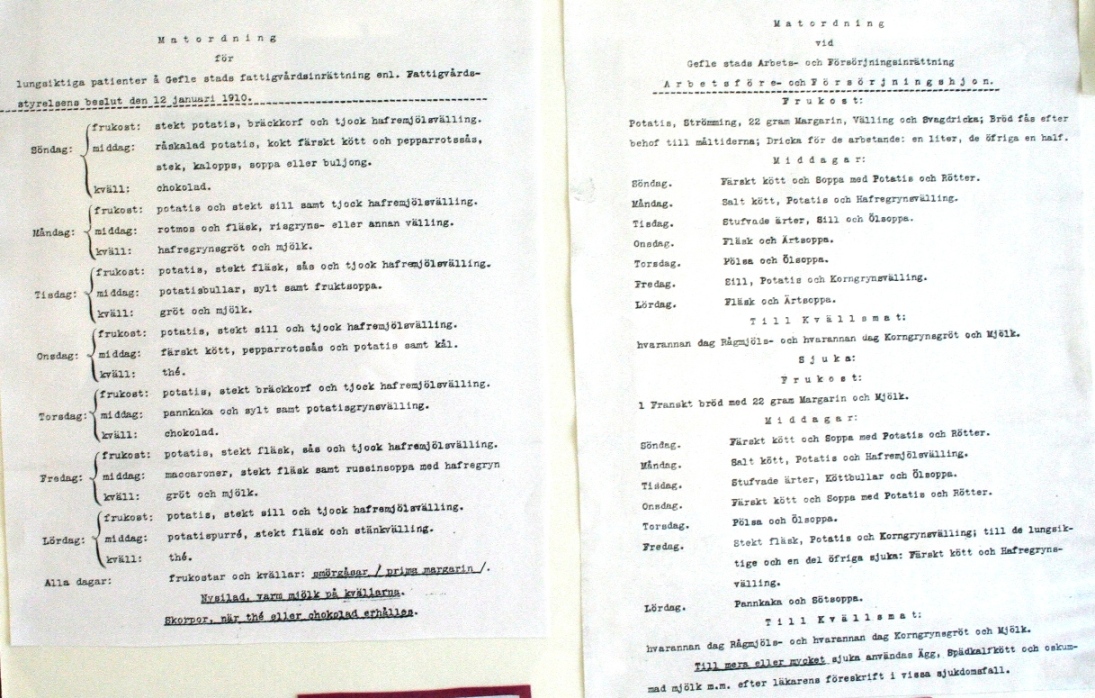 Matordning
för
lungsiktiga patienter å Gefle stads fattigvårdsinrättning enl. Fattigvårds-
styrelsens beslut den 12 januari 1910.
Söndag: frukost: stekt potatis, bräckkorf och tjock hafremjölsvälling.
middag: råskalad potatis, kokt färskt kött och pepparrotssås,
stek, kalopps, soppa eller buljong.
kväll: chokolad.
Måndag: frukost: potatis och stekt sill samt tjock hafremjölsvälling.
middag: rotmos och fläsk, risgryns- eller annan välling.
kväll: hafregrynsgröt och mjölk.
Tisdag: frukost: potatis, stekt fläsk, sås och tjock hafremjölsvälling.
middag: potatisbullar, sylt samt fruktsoppa.
kväll: gröt och mjölk.
Onsdag: frukost: potatis, stekt sill och tjock hafremjölsvälling.
middag: färskt kött, pepparrotssås och potatis samt kål.
kväll: thé.
Torsdag: frukost: potatis, stekt bräckkorf och tjock hafremjölsvälling.
middag: pannkaka och sylt samt potatisgrynsvälling.
kväll: chokolad.
Fredag: frukost: potatis, stekt fläsk, sås och tjock hafremjölsvälling.
middag: maccaroner, stekt fläsk samt russinsoppa med hafregryn
kväll: gröt och mjölk.
Lördag: frukost: potatis, stekt sill och tjock hafremjölsvälling.
middag: potatispurré, stekt fläsk och stänkvälling.
kväll: thé.
Alla dagar: frukostar och kvällar: smörgåsar / prima margarin /.
Nysilad, varm mjölk på kvällarna.
Skorpor, när thé eller chokolad erhålles.
Matordning
vid
Gefle stads Arbets- och Försörjningsinrättning
Arbetsföre- och Försörjningshjon.
Frukost:
Potatis, Strömming, 22 gram Margarin, Välling och Svagdricka; Bröd fås efter
behof till måltiderna; Dricka för de arbetande: en liter, de öfriga en half.
Middagar:
Söndag. Färskt kött och Soppa med Potatis och Rötter.
Måndag. Salt kött, Potatis och Hafregrynsvälling.
Tisdag. Stufvade ärter, Sill och Ölsoppa.
Onsdag. Fläsk och Ärtsoppa.
Torsdag. Pölsa och Ölsoppa.
Fredag. Sill, Potatis och Korngrynsvälling.
Lördag. Fläsk och Ärtsoppa.
Till Kvällsmat:
hvarannan dag Rågmjöls- och hvarannan dag Korngrynsgröt och Mjölk.
Sjuka:
Frukost:
1 Franskt bröd med 22 gram Margarin och Mjölk.
Middagar:
Söndag. Färskt kött och Soppa med Potatis och Rötter.
Måndag. Salt kött, Potatis och Hafremjölsvälling.
Tisdag. Stufvade ärter, Köttbullar och Ölsoppa.
Onsdag. Färskt kött och Soppa med Potatis och Rötter.
Torsdag. Pölsa och Ölsoppa.
Fredag. Stekt fläsk, Potatis och Korngrynsvälling; till de lungsik-
tige och en del öfriga sjuka: Färskt kött och Hafregryns-
välling.
Lördag. Pannkaka och Sötsoppa.
Till Kvällsmat:
hvarannan dag Rågmjöls- och hvarannan dag Korngrynsgröt och Mjölk.
Till mera eller mycket sjuka användas Ägg, Spädkalfkött och oskum-
mad mjölk m.m. efter läkarens föreskrift i vissa sjukdomsfall.